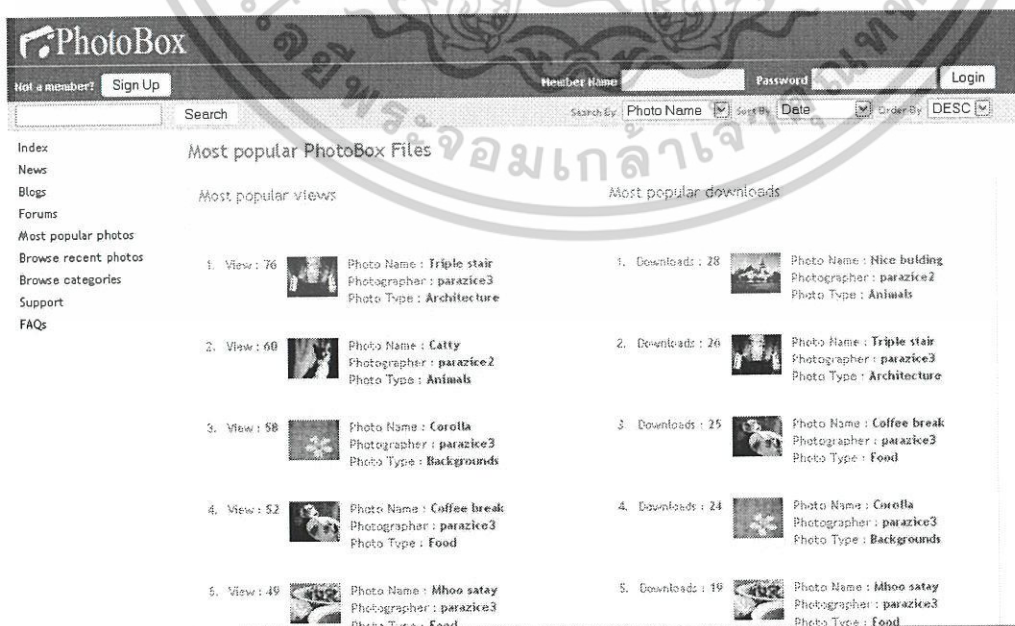 PhotoBox
Not a member? Sign Up Member Name Password Login
Search Search By Photo Name Sort By Date Order By DESC
Index
News
Blogs
Forums
Most popular photos
Browse recent photos
Browse categories
Support
FAQs
Most popular PhotoBox Files
Most popular views
1. View : 76
Photo Name : Triple stair
Photographer : parazice3
Photo Type : Architecture
2. View : 60
Photo Name : Catty
Photographer : parazice2
Photo Type : Animals
3. View : 58
Photo Name : Corolla
Photographer : parazice3
Photo Type : Backgrounds
4. View : 52
Photo Name : Coffee break
Photographer : parazice3
Photo Type : Food
5. View : 49
Photo Name : Mhoo satay
Photographer : parazice3
Photo Type : Food
Most popular downloads
1. Downloads : 28
Photo Name : Nice bulding
Photographer : parazice2
Photo Type : Animals
2. Downloads : 26
Photo Name : Triple stair
Photographer : parazice3
Photo Type : Architecture
3. Downloads : 25
Photo Name : Coffee break
Photographer : parazice3
Photo Type : Food
4. Downloads : 24
Photo Name : Corolla
Photographer : parazice3
Photo Type : Backgrounds
5. Downloads : 19
Photo Name : Mhoo satay
Photographer : parazice3
Photo Type : Food